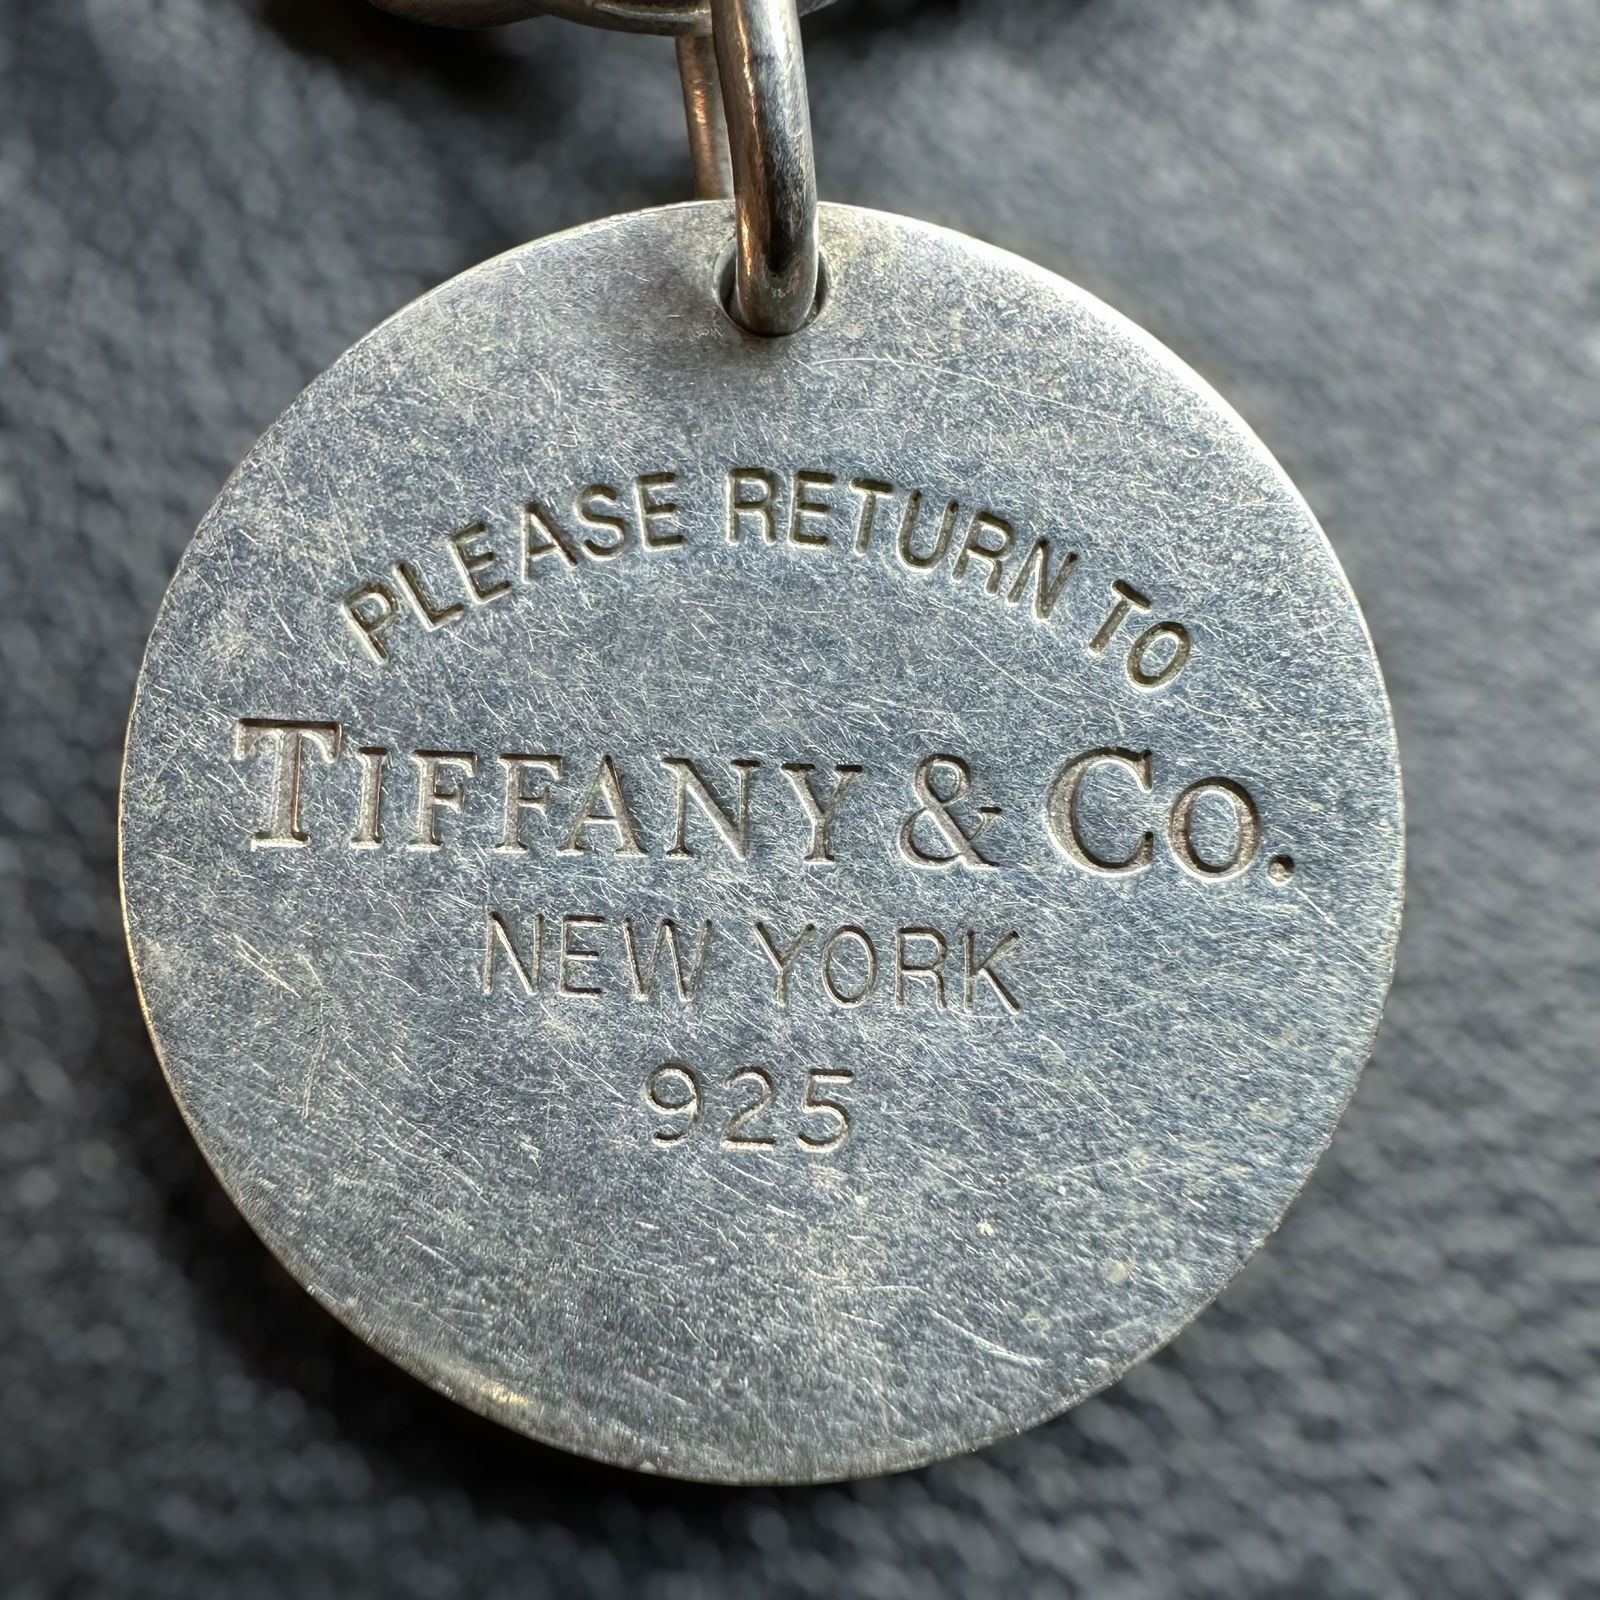 PLEASE RETURN TO
TIFFANY & CO.
NEW YORK
925